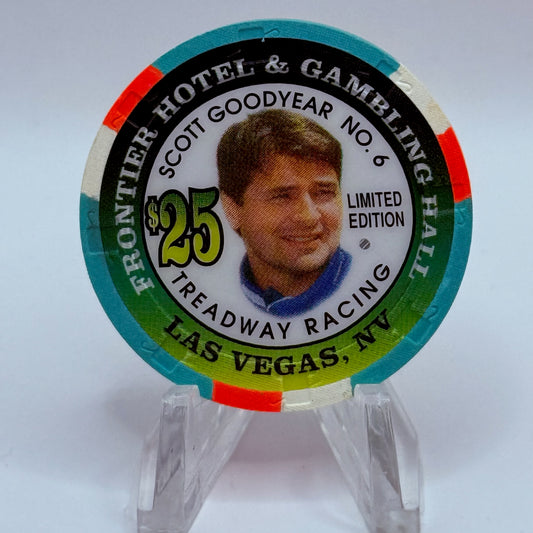 FRONTIER HOTEL & GAMBLING HALL
SCOTT GOODYEAR NO. 6
$25
LIMITED
EDITION
TREADWAY RACING
LAS VEGAS, NV